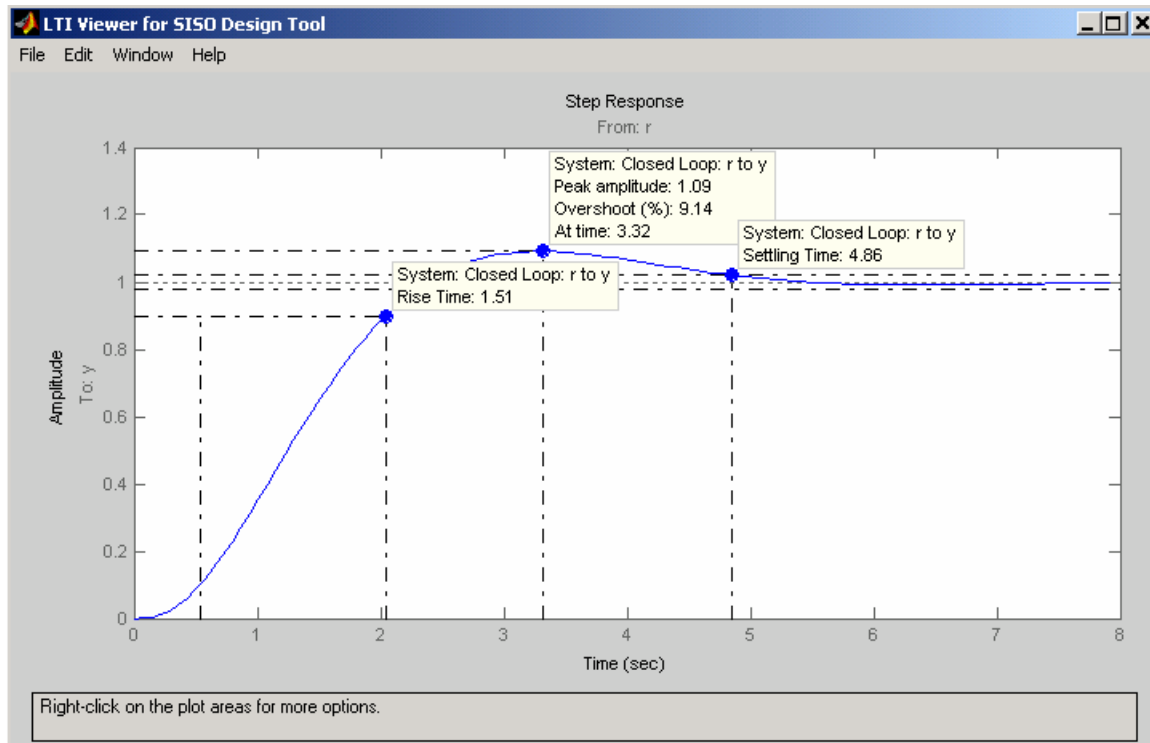 LTI Viewer for SISO Design Tool
File Edit Window Help
Step Response
From: r
1.4
1.2
1
0.8
0.6
0.4
0.2
0
Amplitude
To: y
System: Closed Loop: r to y
Peak amplitude: 1.09
Overshoot (%): 9.14
At time: 3.32
System: Closed Loop: r to y
Settling Time: 4.86
System: Closed Loop: r to y
Rise Time: 1.51
0 1 2 3 4 5 6 7 8
Time (sec)
Right-click on the plot areas for more options.